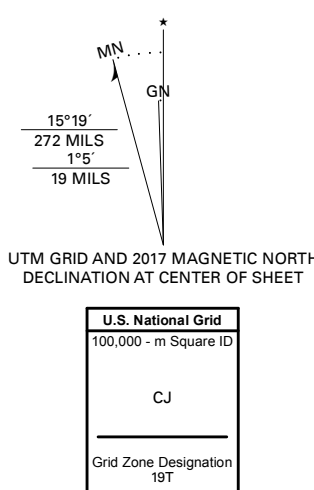 MN
GN
15°19´
272 MILS
1°5´
19 MILS
UTM GRID AND 2017 MAGNETIC NORTH
DECLINATION AT CENTER OF SHEET
U.S. National Grid
100,000 - m Square ID
CJ
Grid Zone Designation
19T